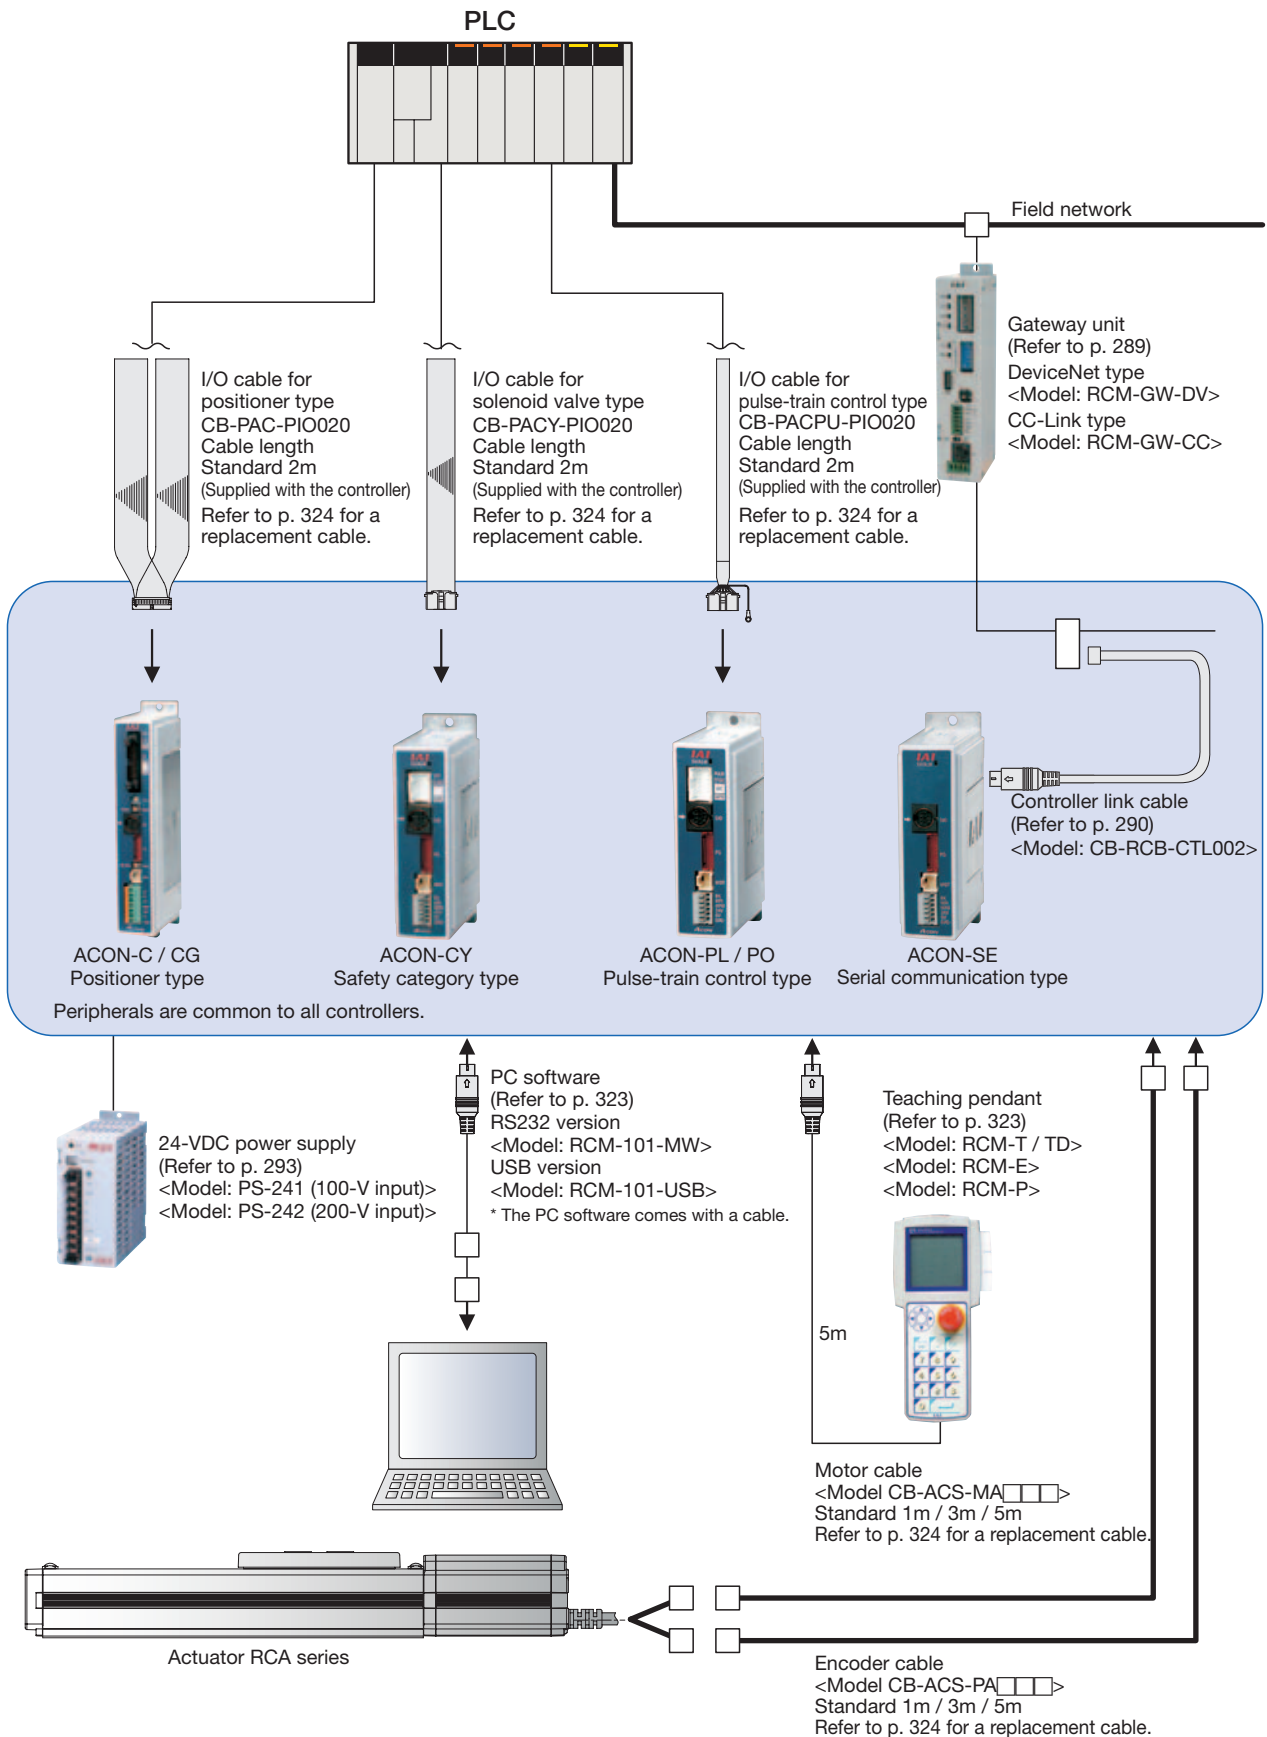 PLC
Field network
Gateway unit
(Refer to p. 289)
DeviceNet type
<Model: RCM-GW-DV>
CC-Link type
<Model: RCM-GW-CC>
I/O cable for
positioner type
CB-PAC-PIO020
Cable length
Standard 2m
(Supplied with the controller)
Refer to p. 324 for a
replacement cable.
I/O cable for
solenoid valve type
CB-PACY-PIO020
Cable length
Standard 2m
(Supplied with the controller)
Refer to p. 324 for a
replacement cable.
I/O cable for
pulse-train control type
CB-PACPU-PIO020
Cable length
Standard 2m
(Supplied with the controller)
Refer to p. 324 for a
replacement cable.
Controller link cable
(Refer to p. 290)
<Model: CB-RCB-CTL002>
ACON-C / CG
Positioner type
ACON-CY
Safety category type
ACON-PL / PO
Pulse-train control type
ACON-SE
Serial communication type
Peripherals are common to all controllers.
24-VDC power supply
(Refer to p. 293)
<Model: PS-241 (100-V input)>
<Model: PS-242 (200-V input)>
PC software
(Refer to p. 323)
RS232 version
<Model: RCM-101-MW>
USB version
<Model: RCM-101-USB>
* The PC software comes with a cable.
Teaching pendant
(Refer to p. 323)
<Model: RCM-T / TD>
<Model: RCM-E>
<Model: RCM-P>
5m
Motor cable
<Model CB-ACS-MA□□□>
Standard 1m / 3m / 5m
Refer to p. 324 for a replacement cable.
Actuator RCA series
Encoder cable
<Model CB-ACS-PA□□□>
Standard 1m / 3m / 5m
Refer to p. 324 for a replacement cable.